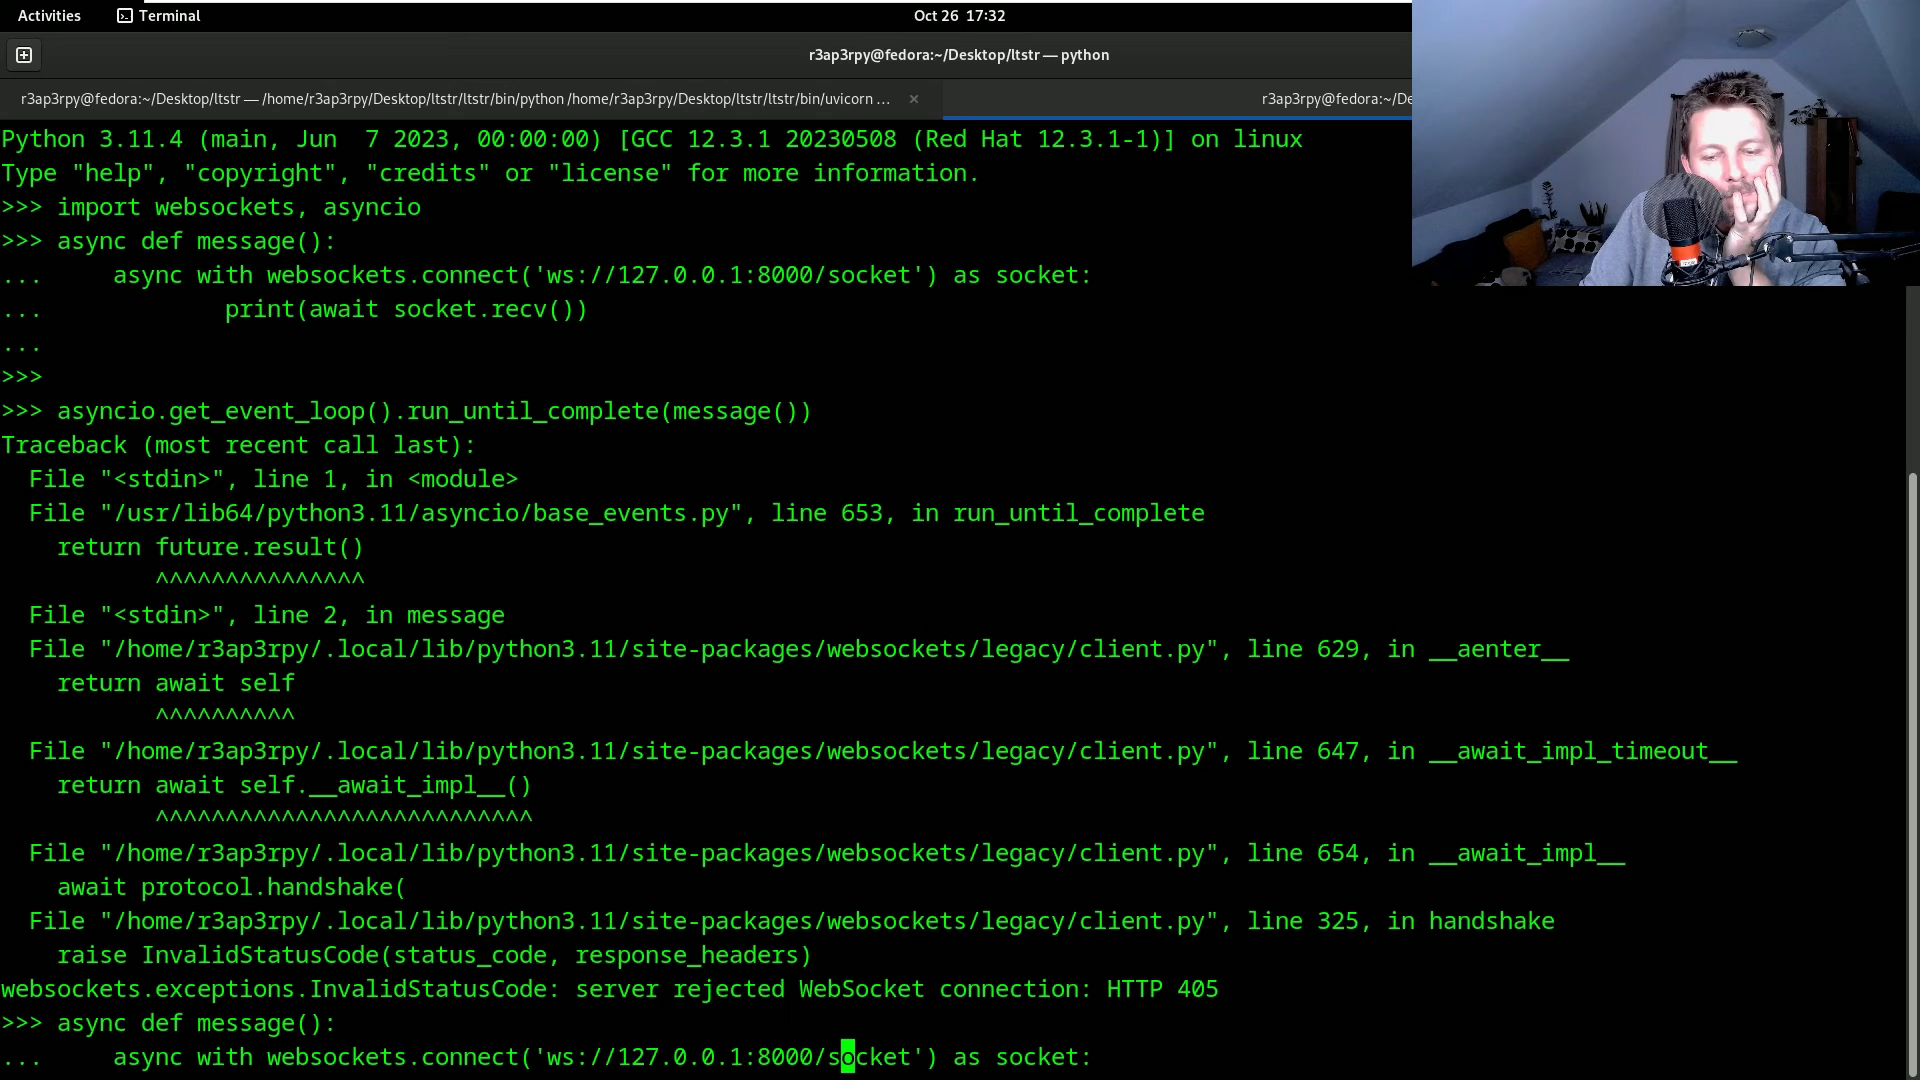 Activities Terminal Oct 26 17:32
r3ap3rpy@fedora:~/Desktop/ltstr — python
r3ap3rpy@fedora:~/Desktop/ltstr — /home/r3ap3rpy/Desktop/ltstr/ltstr/bin/python /home/r3ap3rpy/Desktop/ltstr/ltstr/bin/uvicorn … × r3ap3rpy@fedora:~/De
Python 3.11.4 (main, Jun  7 2023, 00:00:00) [GCC 12.3.1 20230508 (Red Hat 12.3.1-1)] on linux
Type "help", "copyright", "credits" or "license" for more information.
>>> import websockets, asyncio
>>> async def message():
...     async with websockets.connect('ws://127.0.0.1:8000/socket') as socket:
...             print(await socket.recv())
...
>>>
>>> asyncio.get_event_loop().run_until_complete(message())
Traceback (most recent call last):
  File "<stdin>", line 1, in <module>
  File "/usr/lib64/python3.11/asyncio/base_events.py", line 653, in run_until_complete
    return future.result()
           ^^^^^^^^^^^^^^^
  File "<stdin>", line 2, in message
  File "/home/r3ap3rpy/.local/lib/python3.11/site-packages/websockets/legacy/client.py", line 629, in __aenter__
    return await self
           ^^^^^^^^^^
  File "/home/r3ap3rpy/.local/lib/python3.11/site-packages/websockets/legacy/client.py", line 647, in __await_impl_timeout__
    return await self.__await_impl__()
           ^^^^^^^^^^^^^^^^^^^^^^^^^^^
  File "/home/r3ap3rpy/.local/lib/python3.11/site-packages/websockets/legacy/client.py", line 654, in __await_impl__
    await protocol.handshake(
  File "/home/r3ap3rpy/.local/lib/python3.11/site-packages/websockets/legacy/client.py", line 325, in handshake
    raise InvalidStatusCode(status_code, response_headers)
websockets.exceptions.InvalidStatusCode: server rejected WebSocket connection: HTTP 405
>>> async def message():
...     async with websockets.connect('ws://127.0.0.1:8000/socket') as socket: